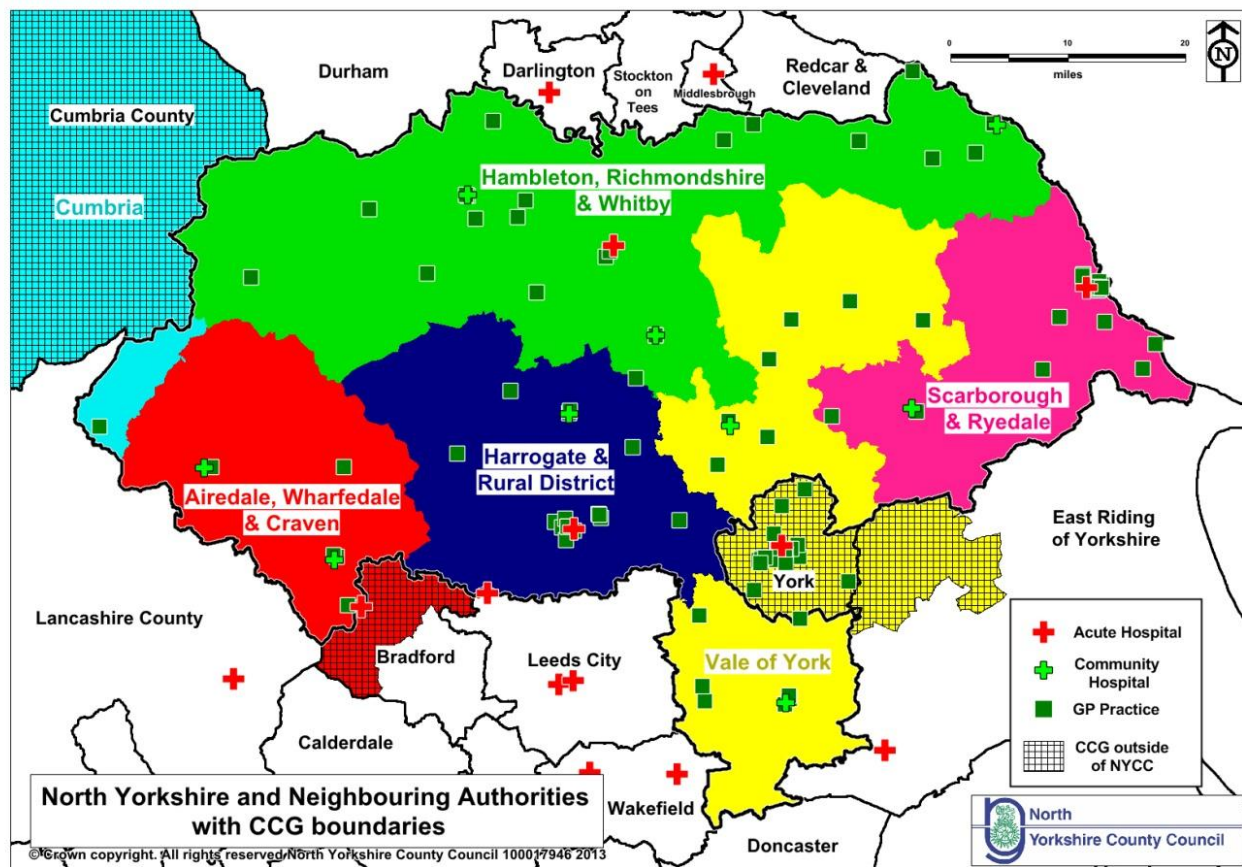 Durham
Darlington
Stockton
on
Tees
Middlesbrough
Redcar &
Cleveland
0
10
20
miles
N
Cumbria County
Cumbria
Hambleton, Richmondshire
& Whitby
Scarborough
& Ryedale
Harrogate &
Rural District
Airedale, Wharfedale
& Craven
East Riding
of Yorkshire
York
Lancashire County
Bradford
Leeds City
Vale of York
Calderdale
Wakefield
Doncaster
Acute Hospital
Community
Hospital
GP Practice
CCG outside
of NYCC
North Yorkshire and Neighbouring Authorities
with CCG boundaries
© Crown copyright. All rights reserved North Yorkshire County Council 100017946 2013
North
Yorkshire County Council